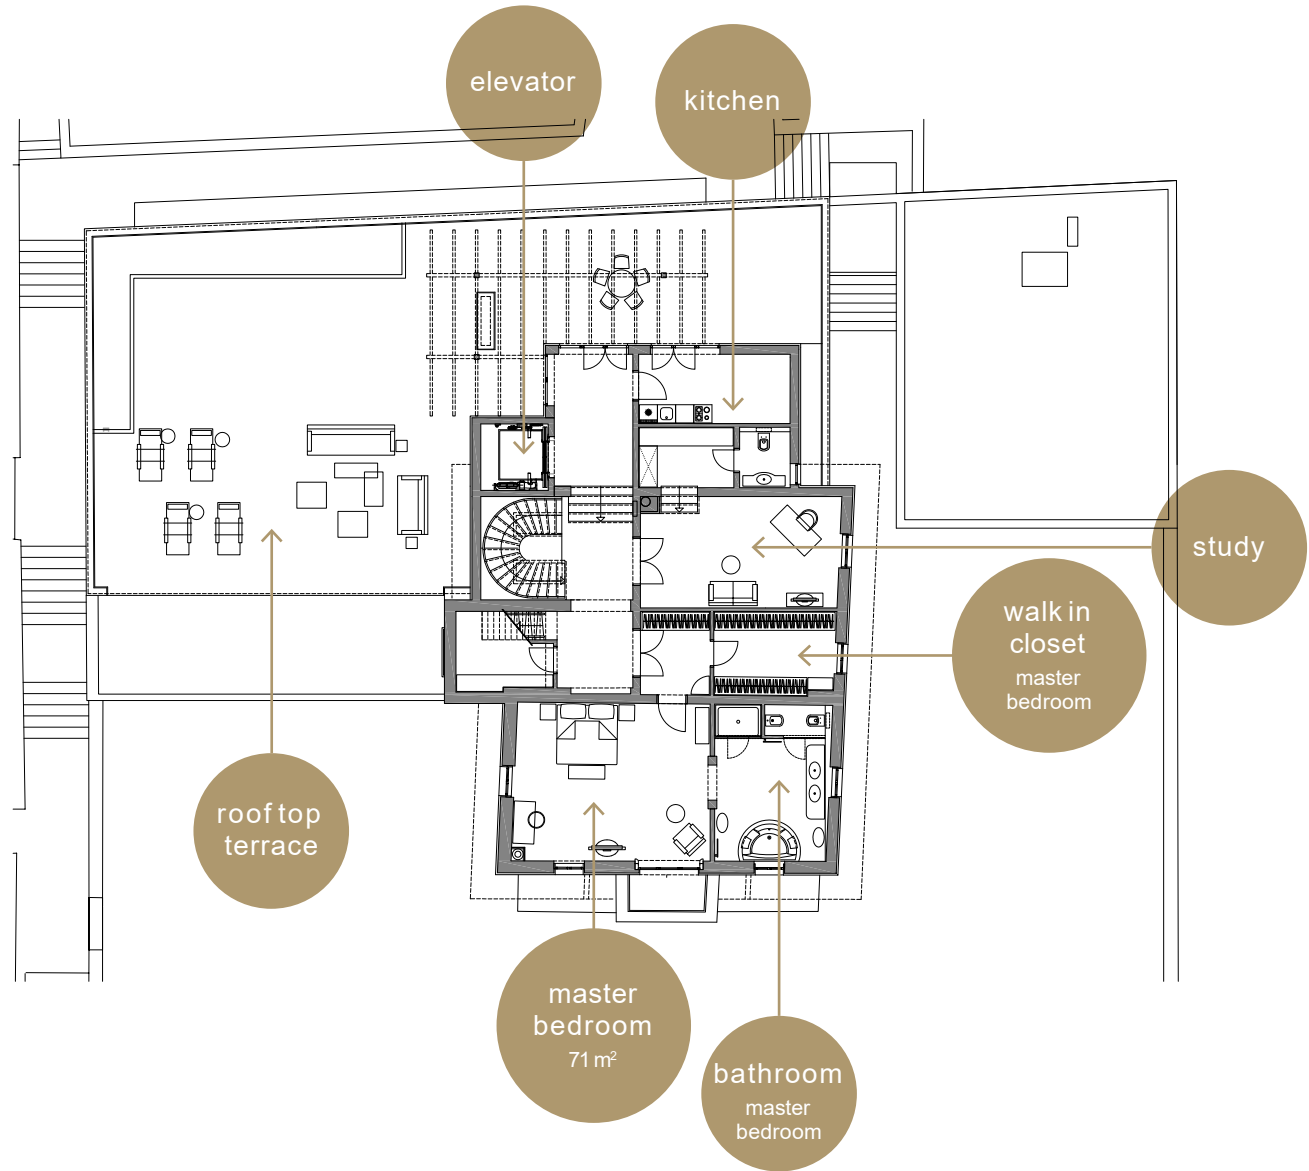 elevator
kitchen
study
walk in
closet
master
bedroom
roof top
terrace
master
bedroom
71 m²
bathroom
master
bedroom